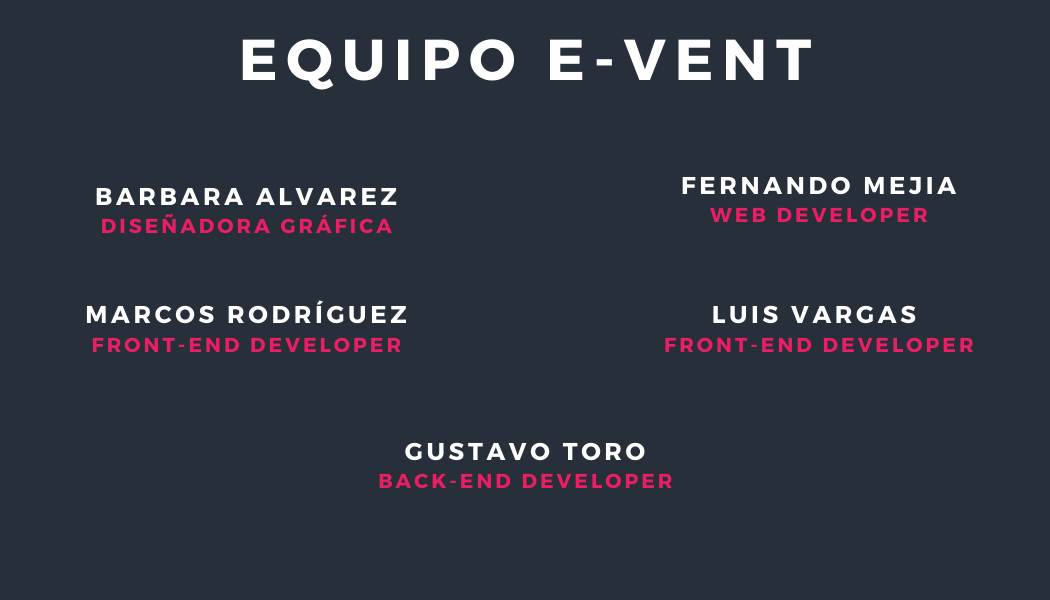 EQUIPO E-VENT
BARBARA ALVAREZ
DISEÑADORA GRÁFICA
FERNANDO MEJIA
WEB DEVELOPER
MARCOS RODRÍGUEZ
FRONT-END DEVELOPER
LUIS VARGAS
FRONT-END DEVELOPER
GUSTAVO TORO
BACK-END DEVELOPER